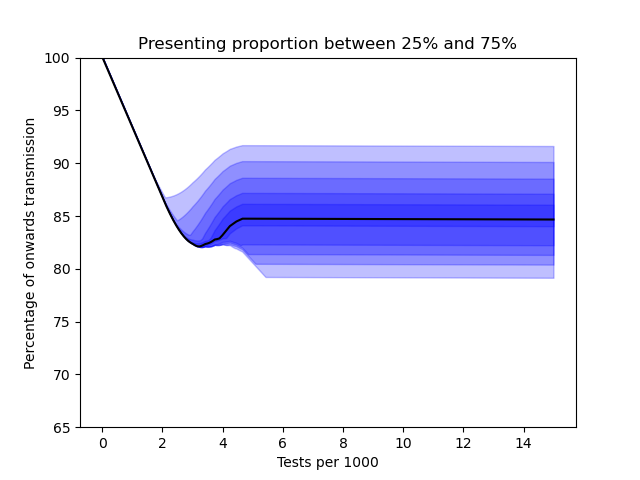 Presenting proportion between 25% and 75%
100
95
90
85
80
75
70
65
Percentage of onwards transmission
0 2 4 6 8 10 12 14
Tests per 1000